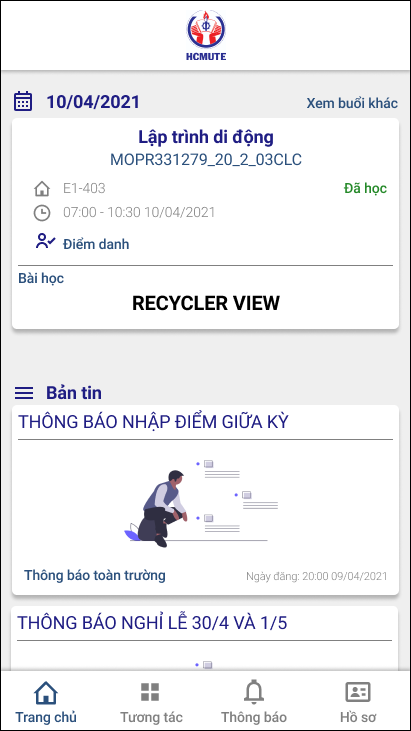 HCMUTE
10/04/2021
Xem buổi khác
Lập trình di động
MOPR331279_20_2_03CLC
E1-403
Đã học
07:00 - 10:30 10/04/2021
Điểm danh
Bài học
RECYCLER VIEW
Bản tin
THÔNG BÁO NHẬP ĐIỂM GIỮA KỲ
Thông báo toàn trường
Ngày đăng: 20:00 09/04/2021
THÔNG BÁO NGHỈ LỄ 30/4 VÀ 1/5
Trang chủ
Tương tác
Thông báo
Hồ sơ